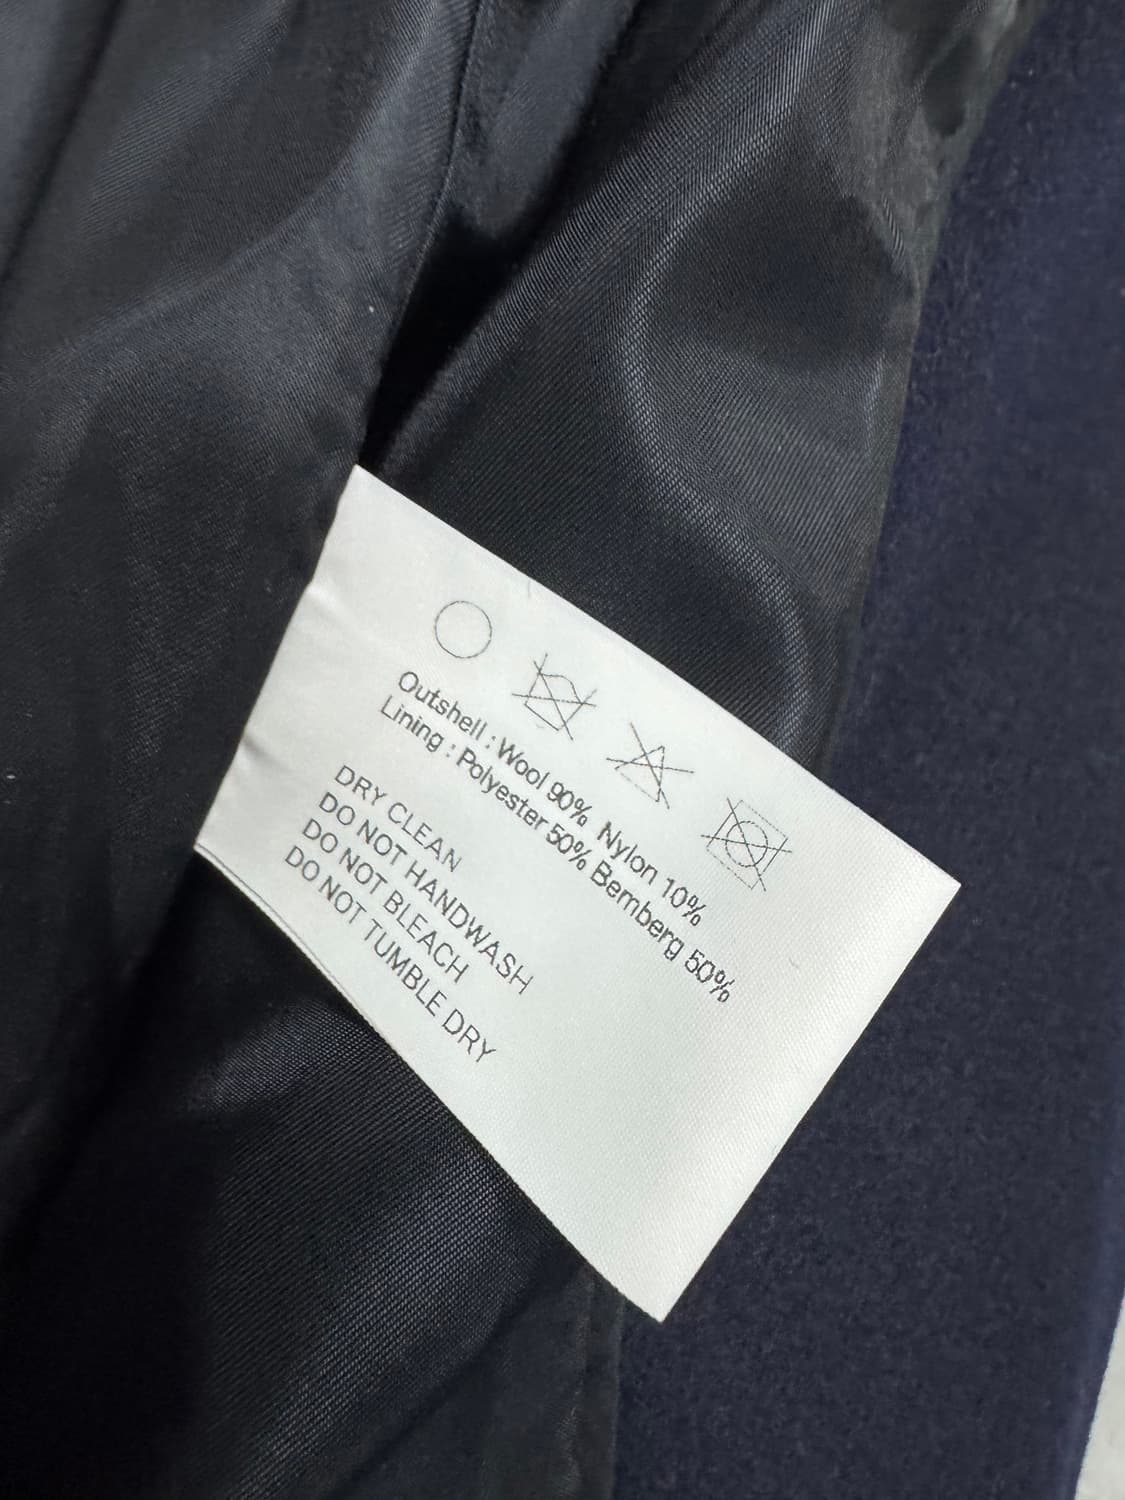 Outshell : Wool 90% Nylon 10%
Lining : Polyester 50% Bemberg 50%
DRY CLEAN
DO NOT HANDWASH
DO NOT BLEACH
DO NOT TUMBLE DRY